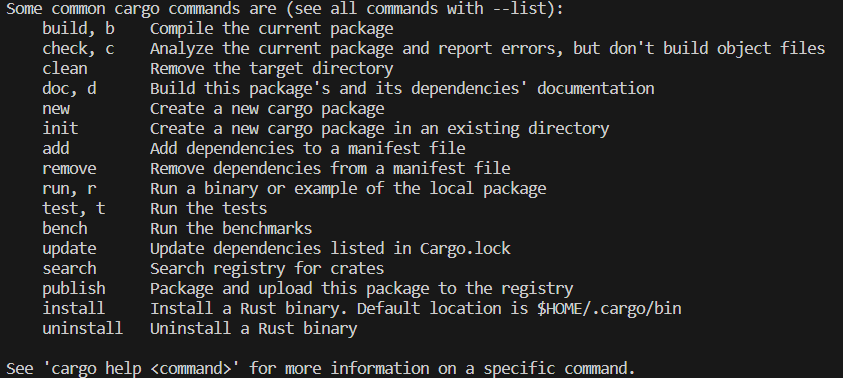 Some common cargo commands are (see all commands with --list):
    build, b    Compile the current package
    check, c    Analyze the current package and report errors, but don't build object files
    clean       Remove the target directory
    doc, d      Build this package's and its dependencies' documentation
    new         Create a new cargo package
    init        Create a new cargo package in an existing directory
    add         Add dependencies to a manifest file
    remove      Remove dependencies from a manifest file
    run, r      Run a binary or example of the local package
    test, t     Run the tests
    bench       Run the benchmarks
    update      Update dependencies listed in Cargo.lock
    search      Search registry for crates
    publish     Package and upload this package to the registry
    install     Install a Rust binary. Default location is $HOME/.cargo/bin
    uninstall   Uninstall a Rust binary

See 'cargo help <command>' for more information on a specific command.